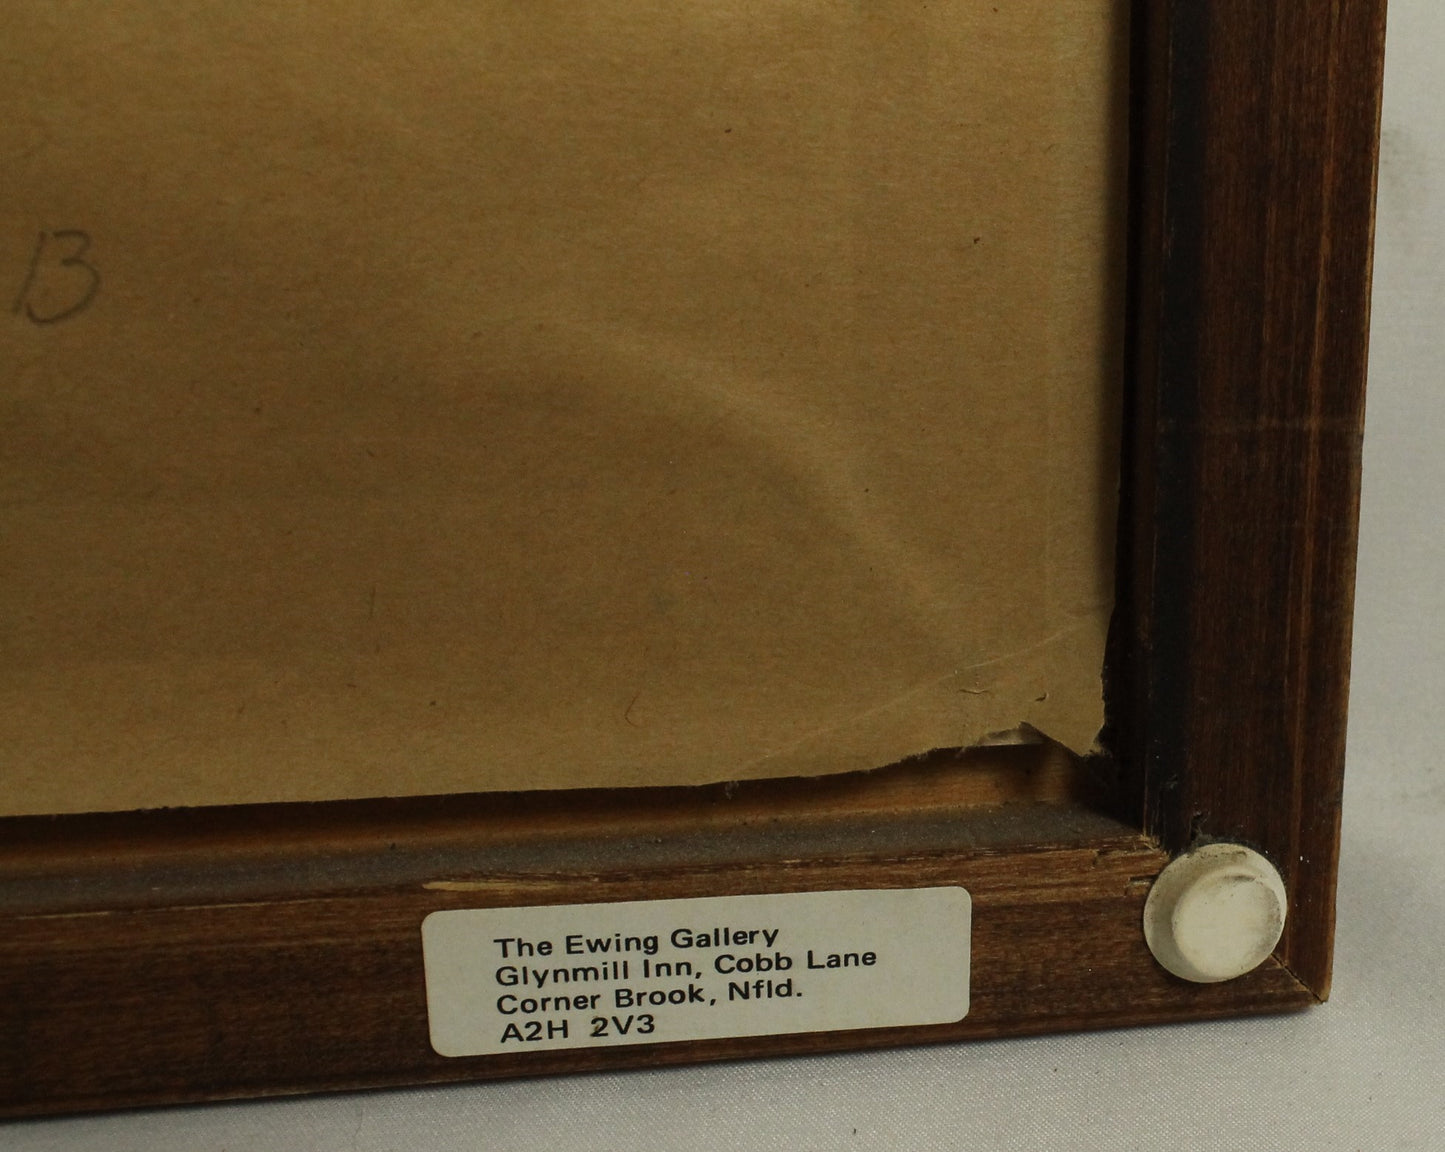 B
The Ewing Gallery
Glynmill Inn, Cobb Lane
Corner Brook, Nfld.
A2H 2V3